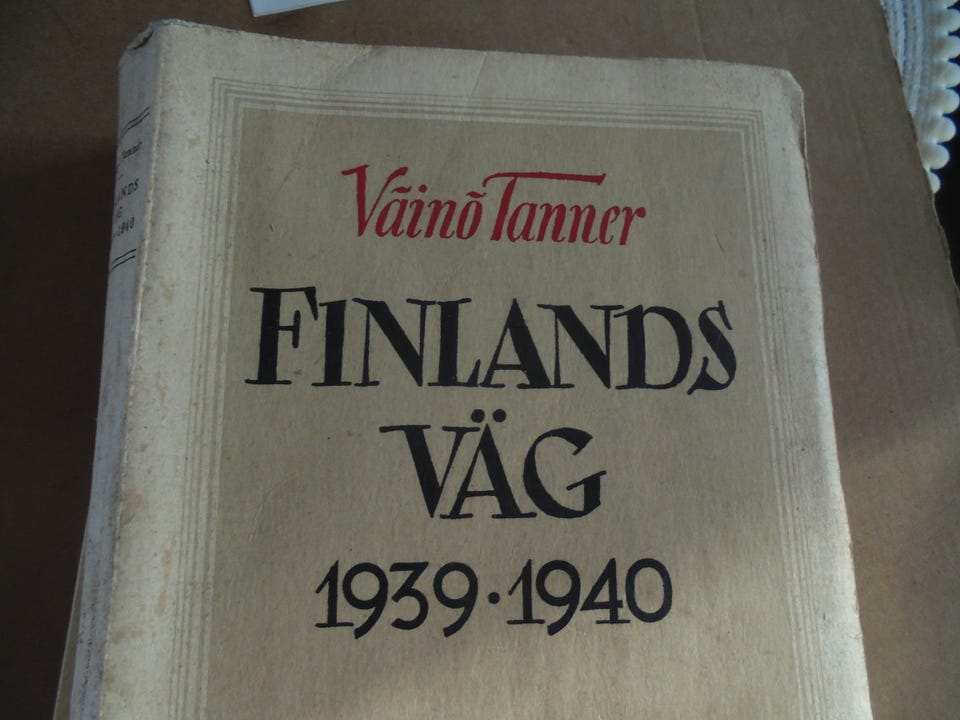 Väinö Tanner
FINLANDS
VÄG
1939·1940